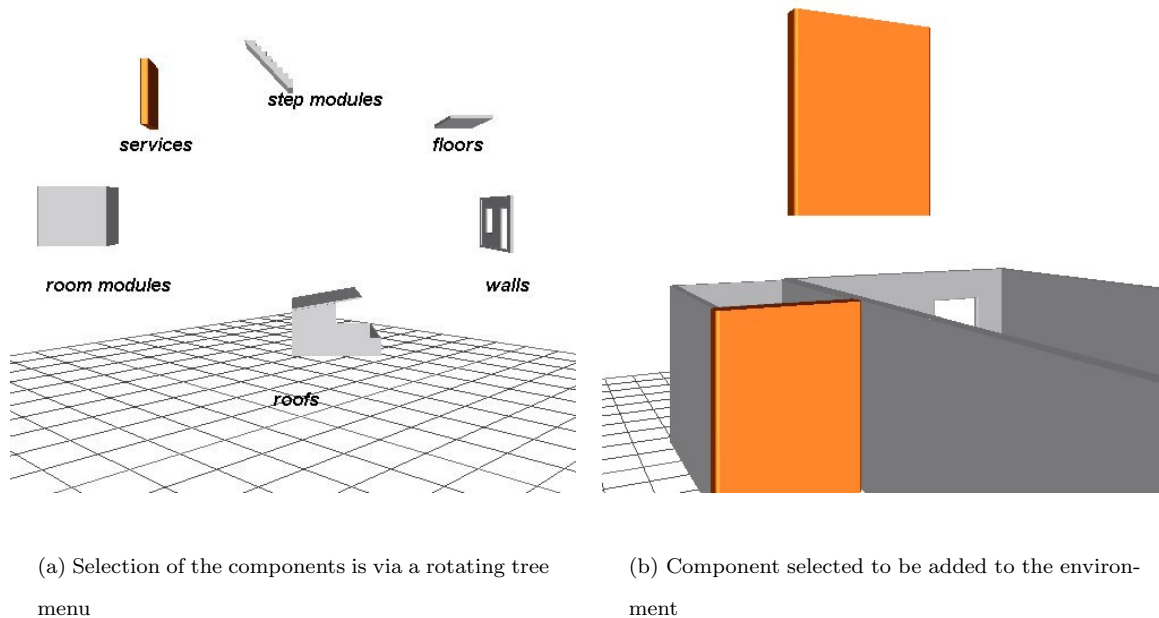 step modules
services
floors
room modules
walls
roofs
(a) Selection of the components is via a rotating tree
menu
(b) Component selected to be added to the environ-
ment